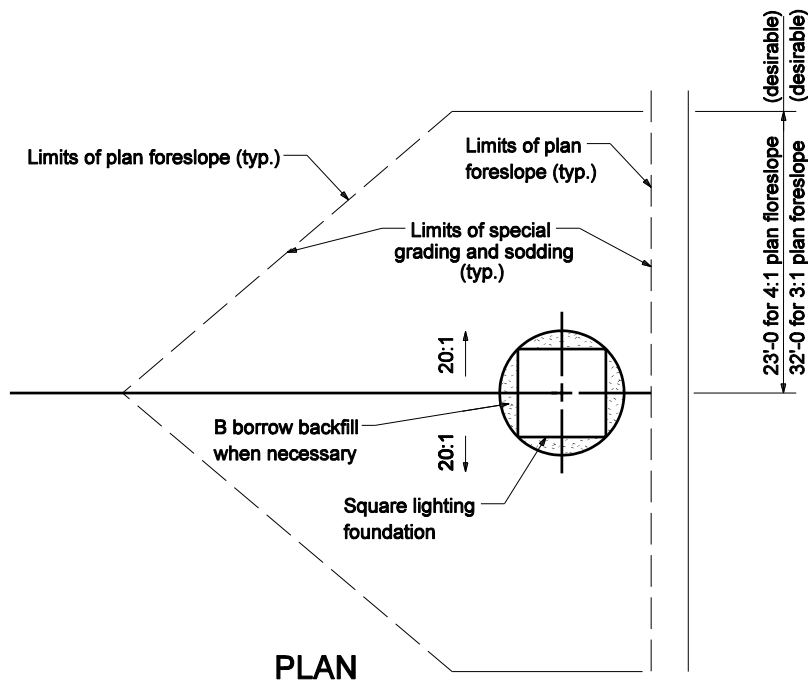 Limits of plan foreslope (typ.)
Limits of plan
foreslope (typ.)
Limits of special
grading and sodding
(typ.)
20:1
B borrow backfill
when necessary
20:1
Square lighting
foundation
23'-0 for 4:1 plan floreslope (desirable)
32'-0 for 3:1 plan foreslope (desirable)
PLAN